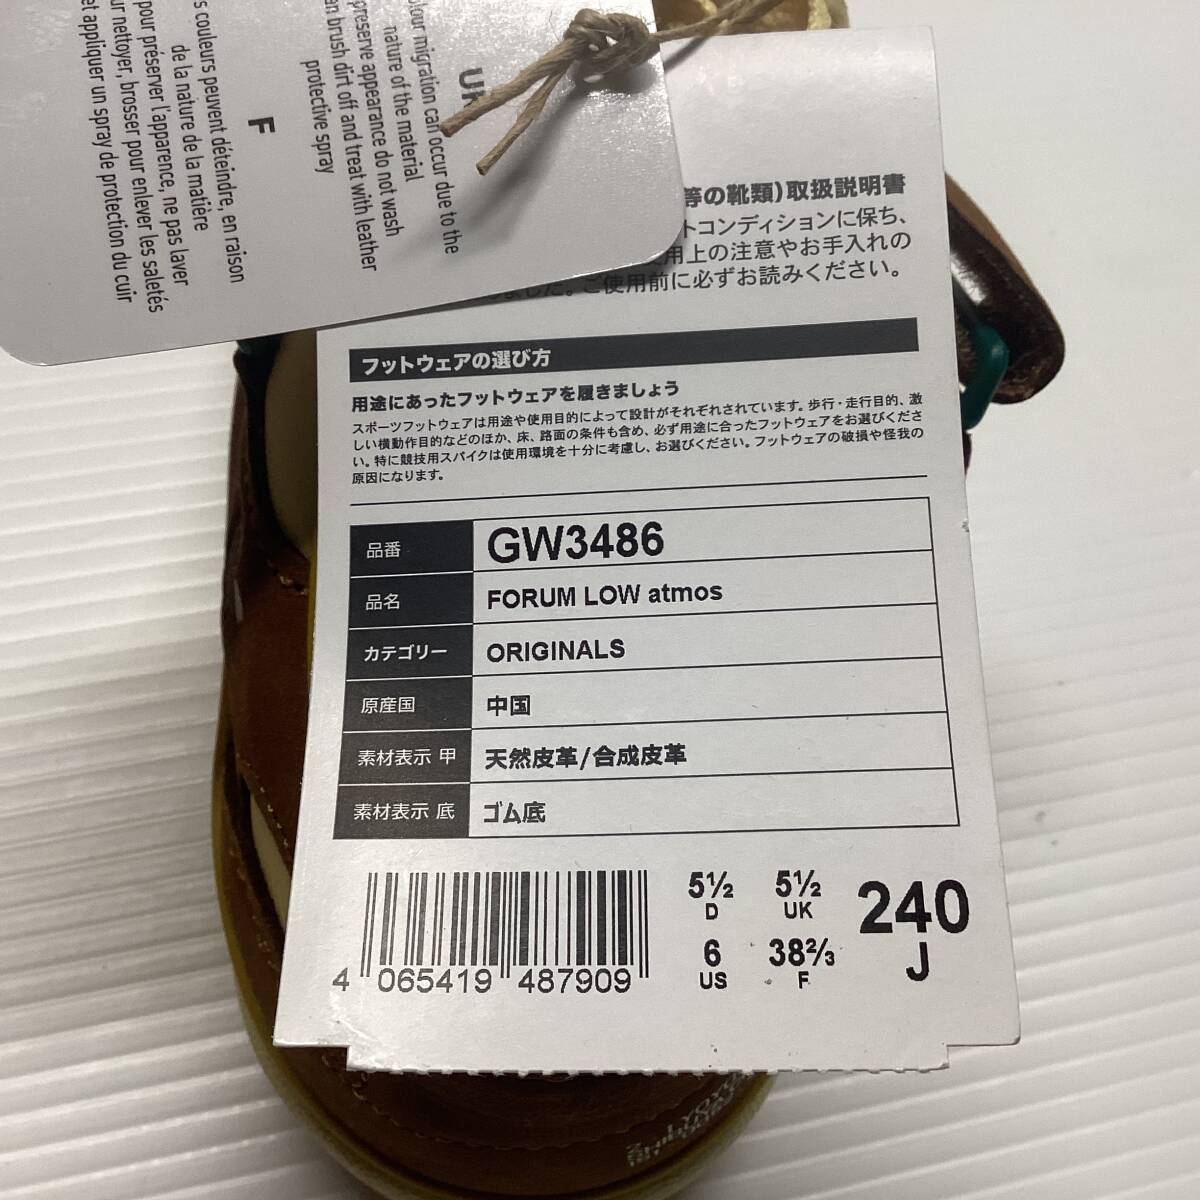 UK
olour migration can occur due to the
nature of the material
preserve appearance do not wash
an brush dirt off and treat with leather
protective spray
F
s couleurs peuvent déteindre, en raison
de la nature de la matière
pour préserver l'apparence, ne pas laver
ur nettoyer, brosser pour enlever les saletés
et appliquer un spray de protection du cuir
等の靴類)取扱説明書
トコンディションに保ち、
用上の注意やお手入れの
ました。ご使用前に必ずお読みください。
フットウェアの選び方
用途にあったフットウェアを履きましょう
スポーツフットウェアは用途や使用目的によって設計がそれぞれされています。歩行・走行目的、激
しい横動作目的などのほか、床、路面の条件も含め、必ず用途に合ったフットウェアをお選びくださ
い。特に競技用スパイクは使用環境を十分に考慮し、お選びください。フットウェアの破損や怪我の
原因になります。
品番 GW3486
品名 FORUM LOW atmos
カテゴリー ORIGINALS
原産国 中国
素材表示 甲 天然皮革/合成皮革
素材表示 底 ゴム底
5½ D 5½ UK 240 J
6 US 38⅔ F
4 065419 487909